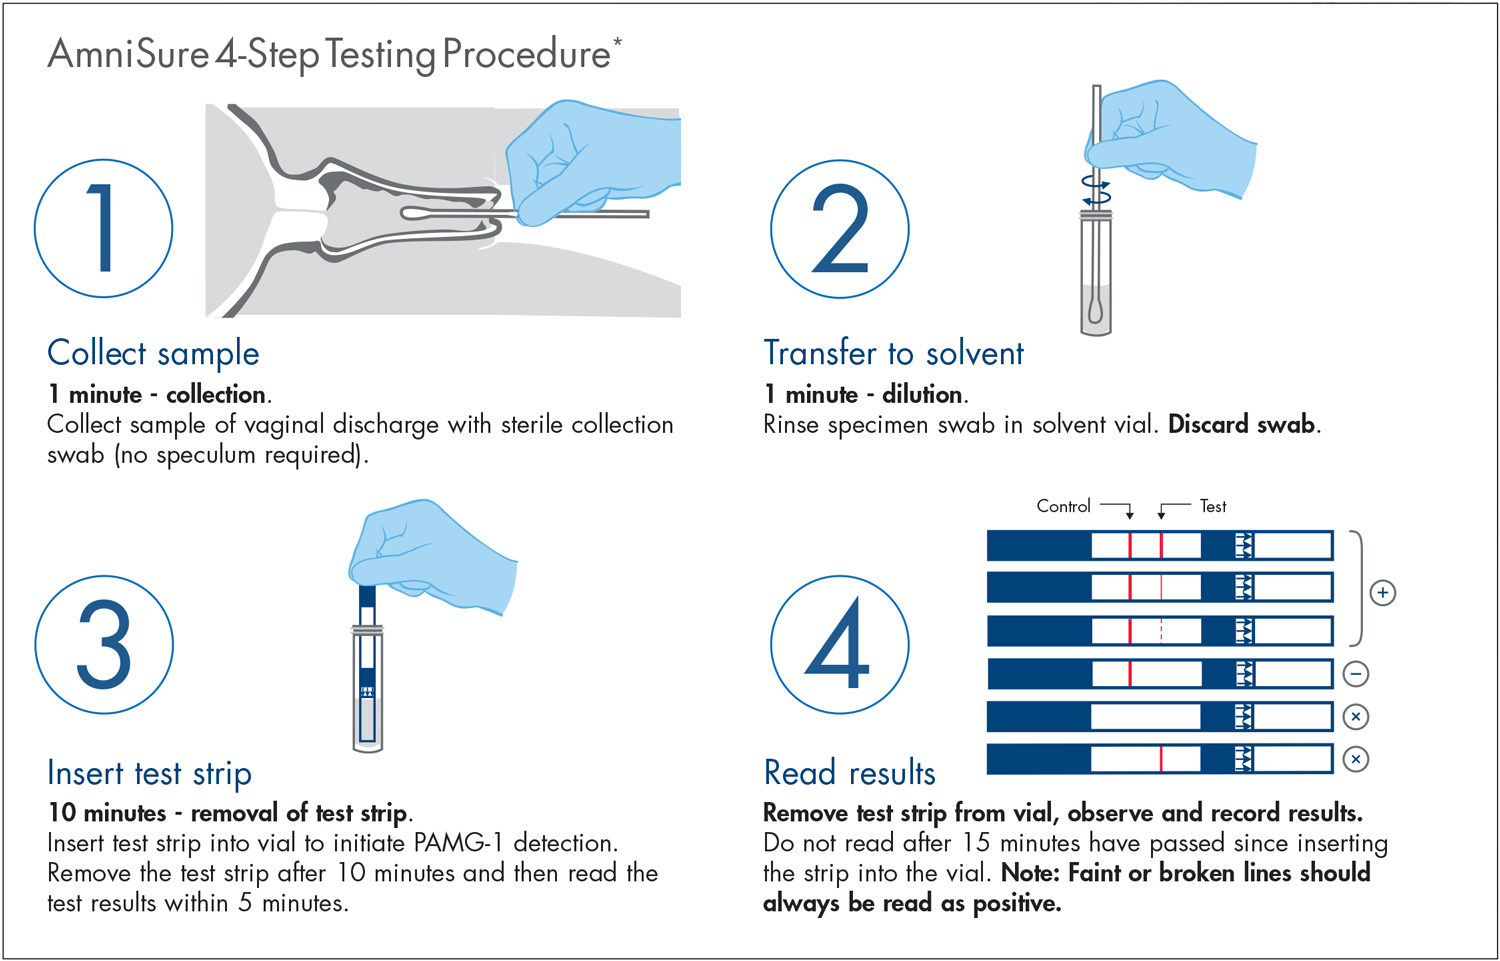 AmniSure 4-Step Testing Procedure*
1
Collect sample
1 minute - collection.
Collect sample of vaginal discharge with sterile collection
swab (no speculum required).
2
Transfer to solvent
1 minute - dilution.
Rinse specimen swab in solvent vial. Discard swab.
3
Insert test strip
10 minutes - removal of test strip.
Insert test strip into vial to initiate PAMG-1 detection.
Remove the test strip after 10 minutes and then read the
test results within 5 minutes.
4
Control
Test
+
−
×
×
Read results
Remove test strip from vial, observe and record results.
Do not read after 15 minutes have passed since inserting
the strip into the vial. Note: Faint or broken lines should
always be read as positive.